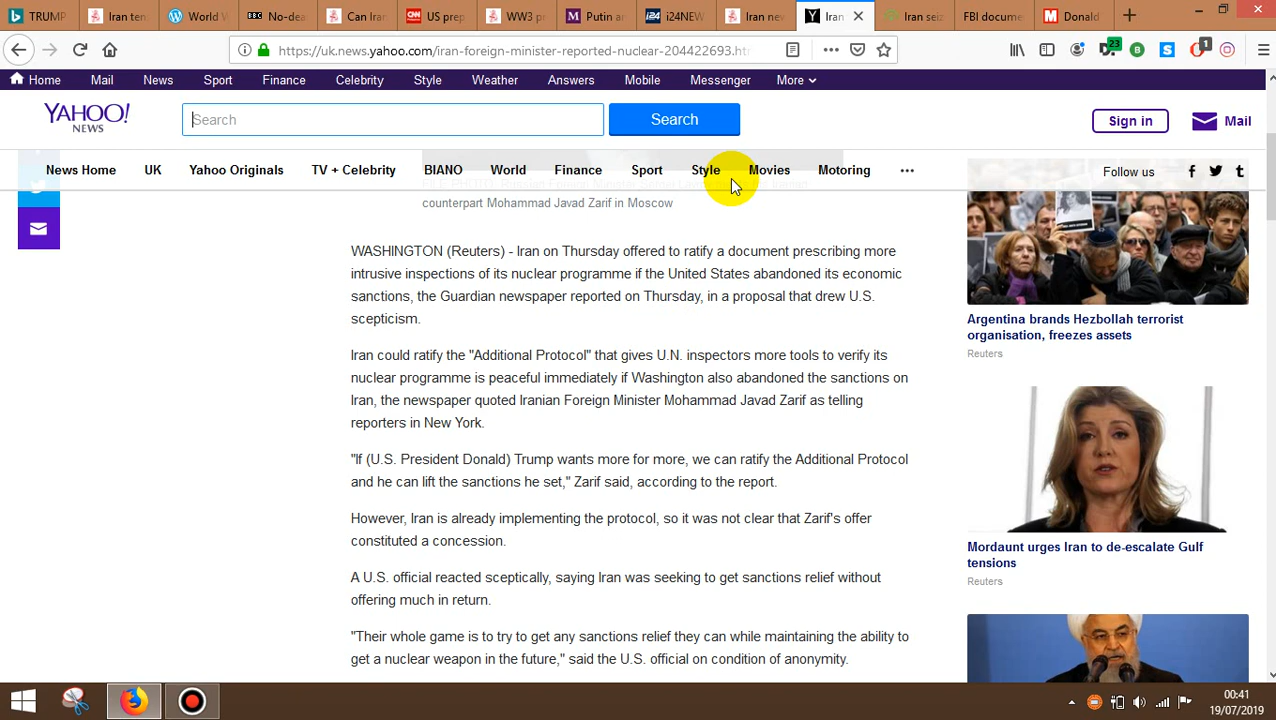 TRUMP
Iran ten
World W
BBC No-dea
Can Iran
CNN US prep
WW3 pr
M Putin ar
i24 i24NEW
Iran new
Y Iran
Iran seiz
FBI docume
M Donald
https://uk.news.yahoo.com/iran-foreign-minister-reported-nuclear-204422693.ht
23
1
Home Mail News Sport Finance Celebrity Style Weather Answers Mobile Messenger More
YAHOO!
NEWS
Search
Search
Sign in
Mail
News Home UK Yahoo Originals TV + Celebrity BIANO World Finance Sport Style Movies Motoring ...
Follow us
counterpart Mohammad Javad Zarif in Moscow
WASHINGTON (Reuters) - Iran on Thursday offered to ratify a document prescribing more
intrusive inspections of its nuclear programme if the United States abandoned its economic
sanctions, the Guardian newspaper reported on Thursday, in a proposal that drew U.S.
scepticism.
Iran could ratify the "Additional Protocol" that gives U.N. inspectors more tools to verify its
nuclear programme is peaceful immediately if Washington also abandoned the sanctions on
Iran, the newspaper quoted Iranian Foreign Minister Mohammad Javad Zarif as telling
reporters in New York.
"If (U.S. President Donald) Trump wants more for more, we can ratify the Additional Protocol
and he can lift the sanctions he set," Zarif said, according to the report.
However, Iran is already implementing the protocol, so it was not clear that Zarif's offer
constituted a concession.
A U.S. official reacted sceptically, saying Iran was seeking to get sanctions relief without
offering much in return.
"Their whole game is to try to get any sanctions relief they can while maintaining the ability to
get a nuclear weapon in the future," said the U.S. official on condition of anonymity.
Argentina brands Hezbollah terrorist
organisation, freezes assets
Reuters
Mordaunt urges Iran to de-escalate Gulf
tensions
Reuters
00:41
19/07/2019